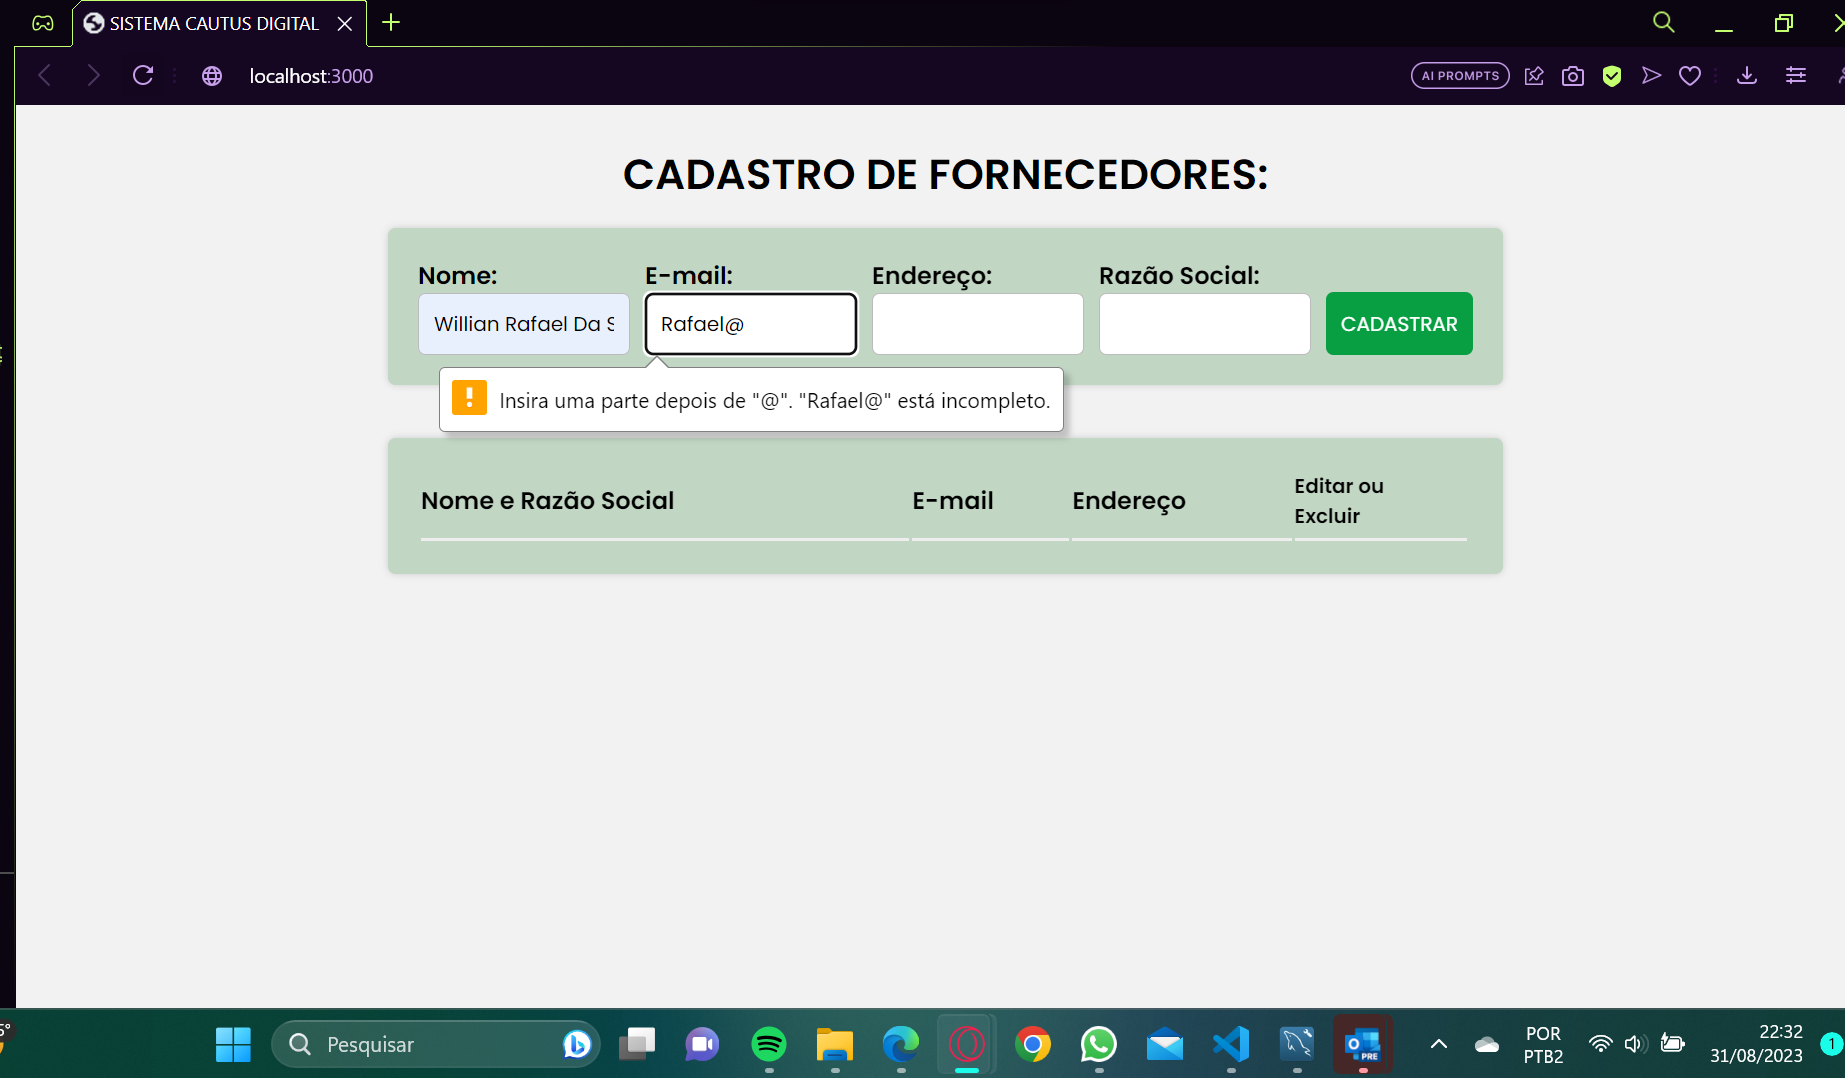 SISTEMA CAUTUS DIGITAL
localhost:3000
AI PROMPTS
CADASTRO DE FORNECEDORES:
Nome: E-mail: Endereço: Razão Social:
Willian Rafael Da S Rafael@ CADASTRAR
Insira uma parte depois de "@". "Rafael@" está incompleto.
Nome e Razão Social E-mail Endereço Editar ou
Excluir
Pesquisar
PRE
POR
PTB2
22:32
31/08/2023
1